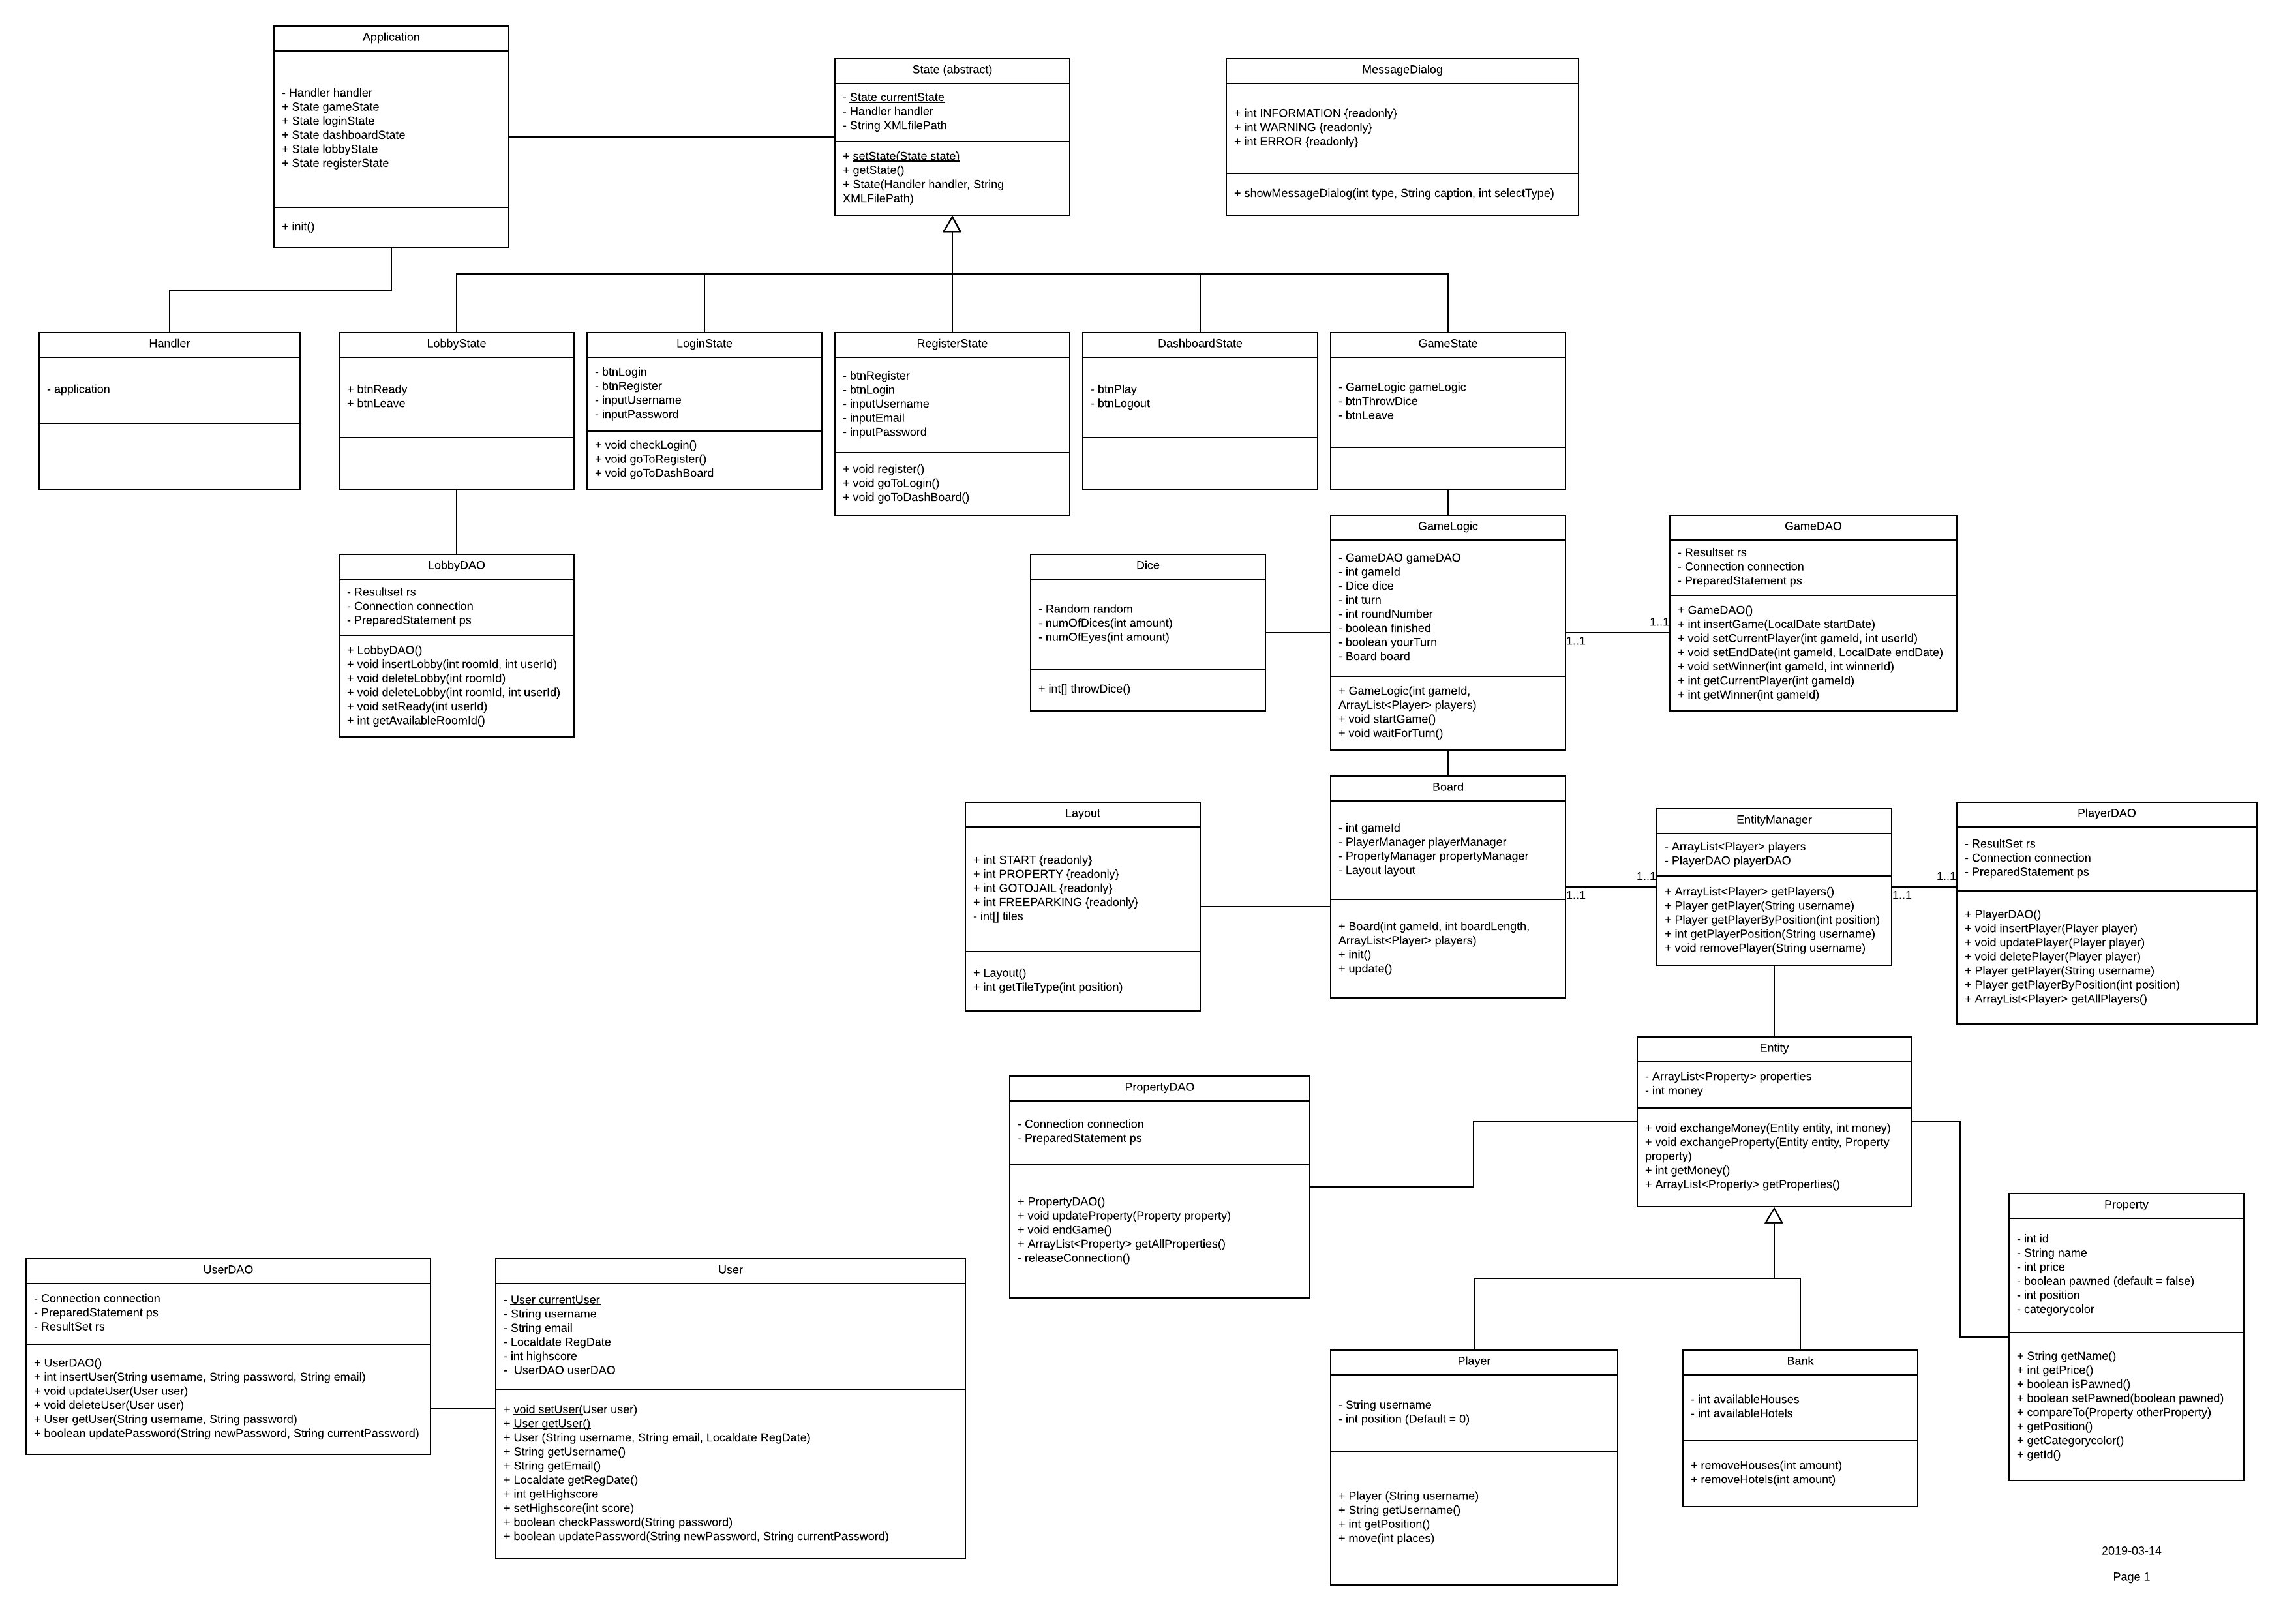 Application
- Handler handler
+ State gameState
+ State loginState
+ State dashboardState
+ State lobbyState
+ State registerState
+ init()
State (abstract)
- State currentState
- Handler handler
- String XMLfilePath
+ setState(State state)
+ getState()
+ State(Handler handler, String
XMLFilePath)
MessageDialog
+ int INFORMATION {readonly}
+ int WARNING {readonly}
+ int ERROR {readonly}
+ showMessageDialog(int type, String caption, int selectType)
Handler
- application
LobbyState
+ btnReady
+ btnLeave
LoginState
- btnLogin
- btnRegister
- inputUsername
- inputPassword
+ void checkLogin()
+ void goToRegister()
+ void goToDashBoard
RegisterState
- btnRegister
- btnLogin
- inputUsername
- inputEmail
- inputPassword
+ void register()
+ void goToLogin()
+ void goToDashBoard()
DashboardState
- btnPlay
- btnLogout
GameState
- GameLogic gameLogic
- btnThrowDice
- btnLeave
LobbyDAO
- Resultset rs
- Connection connection
- PreparedStatement ps
+ LobbyDAO()
+ void insertLobby(int roomId, int userId)
+ void deleteLobby(int roomId)
+ void deleteLobby(int roomId, int userId)
+ void setReady(int userId)
+ int getAvailableRoomId()
Dice
- Random random
- numOfDices(int amount)
- numOfEyes(int amount)
+ int[] throwDice()
GameLogic
- GameDAO gameDAO
- int gameId
- Dice dice
- int turn
- int roundNumber
- boolean finished
- boolean yourTurn
- Board board
+ GameLogic(int gameId,
ArrayList<Player> players)
+ void startGame()
+ void waitForTurn()
1..1
1..1
GameDAO
- Resultset rs
- Connection connection
- PreparedStatement ps
+ GameDAO()
+ int insertGame(LocalDate startDate)
+ void setCurrentPlayer(int gameId, int userId)
+ void setEndDate(int gameId, LocalDate endDate)
+ void setWinner(int gameId, int winnerId)
+ int getCurrentPlayer(int gameId)
+ int getWinner(int gameId)
Layout
+ int START {readonly}
+ int PROPERTY {readonly}
+ int GOTOJAIL {readonly}
+ int FREEPARKING {readonly}
- int[] tiles
+ Layout()
+ int getTileType(int position)
Board
- int gameId
- PlayerManager playerManager
- PropertyManager propertyManager
- Layout layout
+ Board(int gameId, int boardLength,
ArrayList<Player> players)
+ init()
+ update()
1..1
1..1
EntityManager
- ArrayList<Player> players
- PlayerDAO playerDAO
+ ArrayList<Player> getPlayers()
+ Player getPlayer(String username)
+ Player getPlayerByPosition(int position)
+ int getPlayerPosition(String username)
+ void removePlayer(String username)
1..1
1..1
PlayerDAO
- ResultSet rs
- Connection connection
- PreparedStatement ps
+ PlayerDAO()
+ void insertPlayer(Player player)
+ void updatePlayer(Player player)
+ void deletePlayer(Player player)
+ Player getPlayer(String username)
+ Player getPlayerByPosition(int position)
+ ArrayList<Player> getAllPlayers()
PropertyDAO
- Connection connection
- PreparedStatement ps
+ PropertyDAO()
+ void updateProperty(Property property)
+ void endGame()
+ ArrayList<Property> getAllProperties()
- releaseConnection()
Entity
- ArrayList<Property> properties
- int money
+ void exchangeMoney(Entity entity, int money)
+ void exchangeProperty(Entity entity, Property
property)
+ int getMoney()
+ ArrayList<Property> getProperties()
Property
- int id
- String name
- int price
- boolean pawned (default = false)
- int position
- categorycolor
+ String getName()
+ int getPrice()
+ boolean isPawned()
+ boolean setPawned(boolean pawned)
+ compareTo(Property otherProperty)
+ getPosition()
+ getCategorycolor()
+ getId()
UserDAO
- Connection connection
- PreparedStatement ps
- ResultSet rs
+ UserDAO()
+ int insertUser(String username, String password, String email)
+ void updateUser(User user)
+ void deleteUser(User user)
+ User getUser(String username, String password)
+ boolean updatePassword(String newPassword, String currentPassword)
User
- User currentUser
- String username
- String email
- Localdate RegDate
- int highscore
- UserDAO userDAO
+ void setUser(User user)
+ User getUser()
+ User (String username, String email, Localdate RegDate)
+ String getUsername()
+ String getEmail()
+ Localdate getRegDate()
+ int getHighscore
+ setHighscore(int score)
+ boolean checkPassword(String password)
+ boolean updatePassword(String newPassword, String currentPassword)
Player
- String username
- int position (Default = 0)
+ Player (String username)
+ String getUsername()
+ int getPosition()
+ move(int places)
Bank
- int availableHouses
- int availableHotels
+ removeHouses(int amount)
+ removeHotels(int amount)
2019-03-14
Page 1